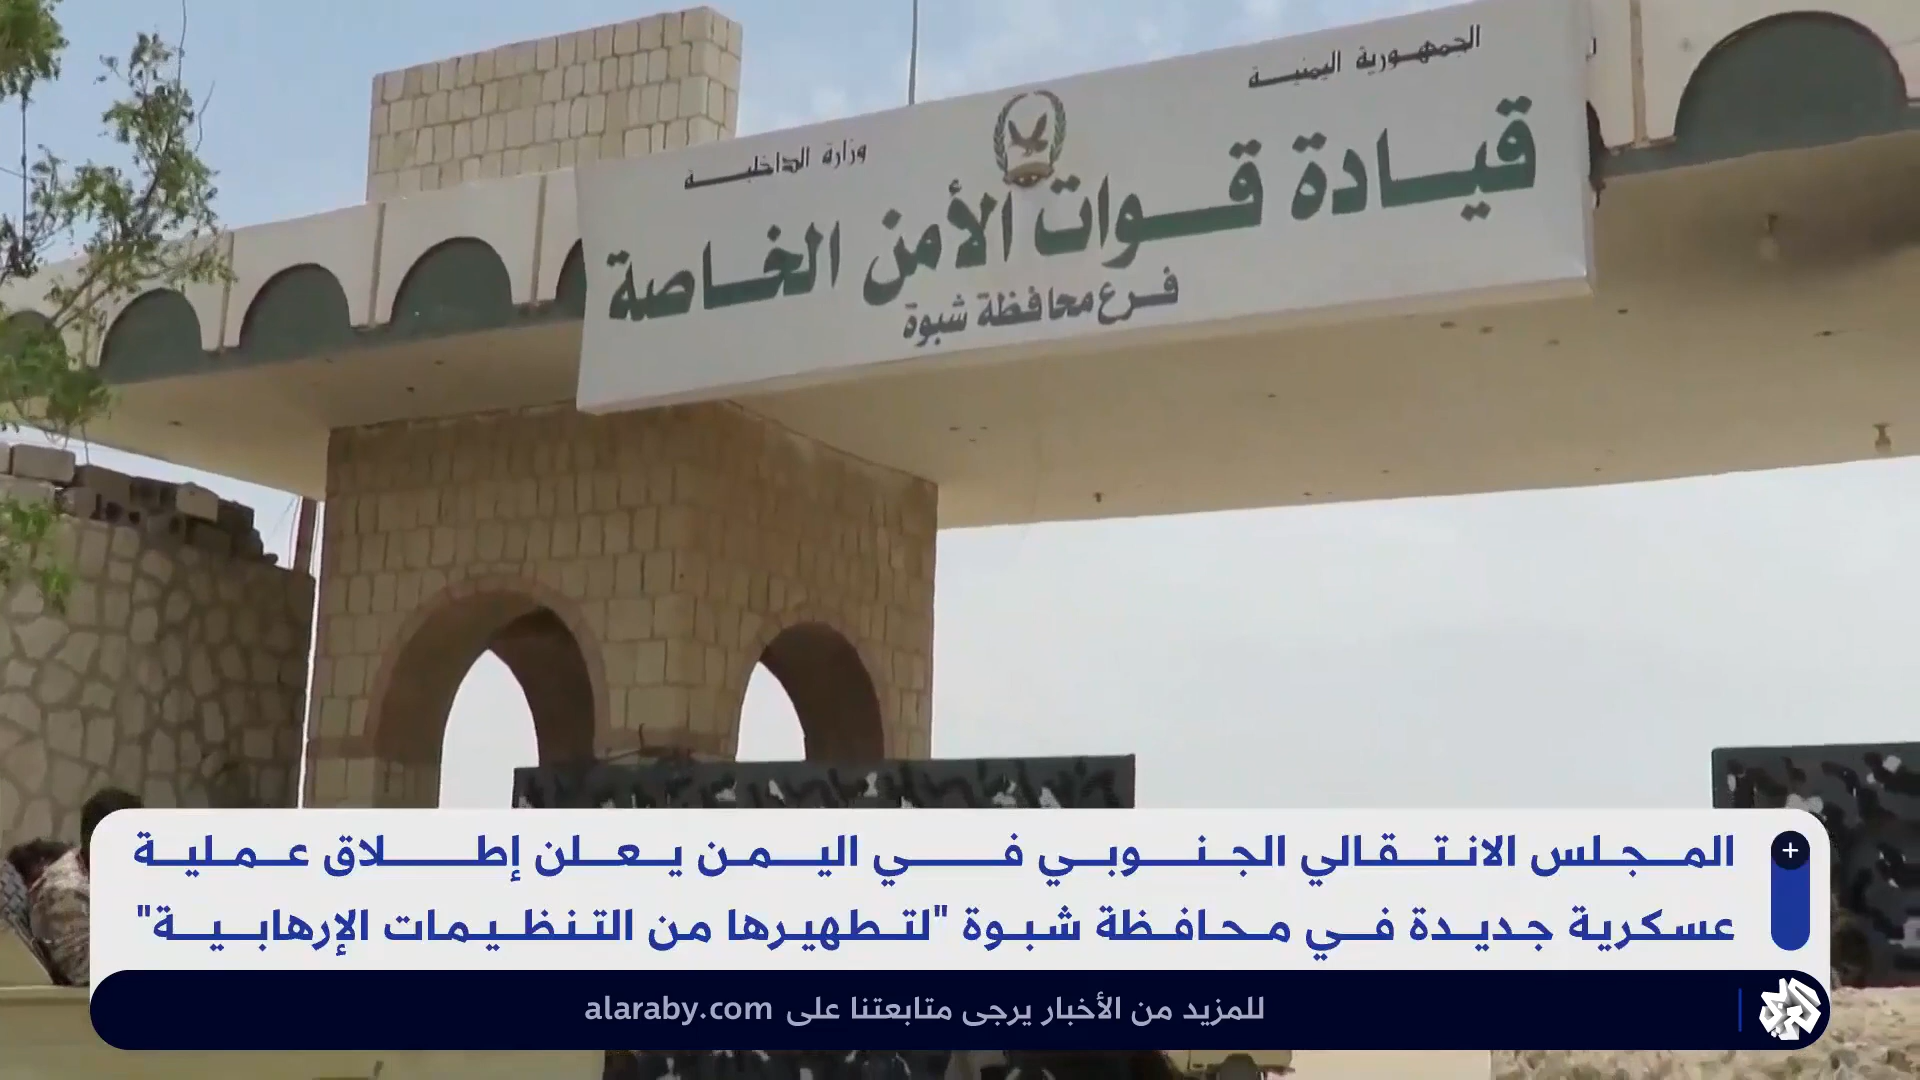 الجمهورية اليمنية
وزارة الداخلية
قيادة قوات الأمن الخاصة
فرع محافظة شبوة
المجلس الانتقالي الجنوبي في اليمن يعلن إطلاق عملية
عسكرية جديدة في محافظة شبوة "لتطهيرها من التنظيمات الإرهابية"
للمزيد من الأخبار يرجى متابعتنا على alaraby.com